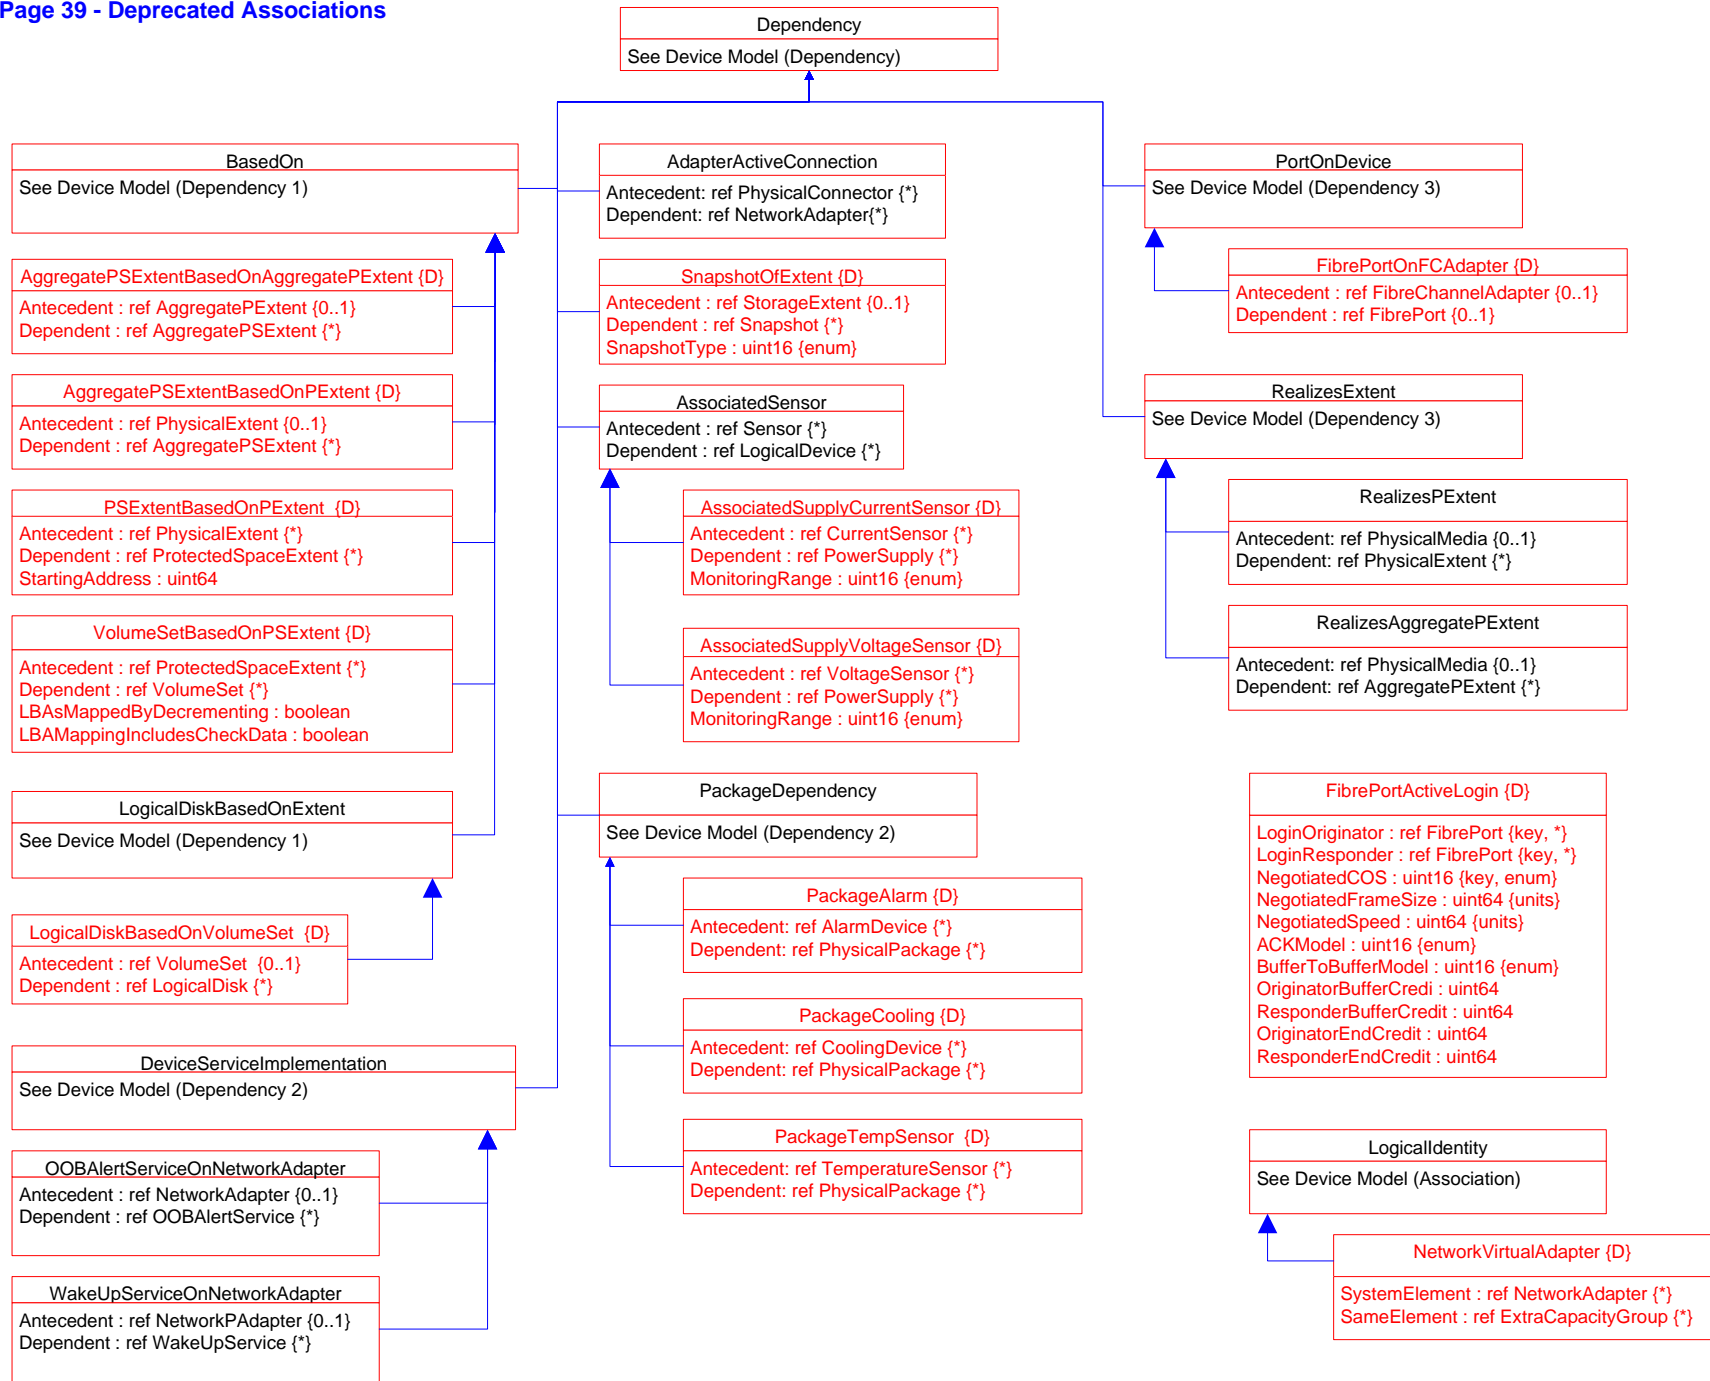 Page 39 - Deprecated Associations
Dependency
See Device Model (Dependency)
BasedOn
See Device Model (Dependency 1)
AggregatePSExtentBasedOnAggregatePExtent {D}
Antecedent : ref AggregatePExtent {0..1}
Dependent : ref AggregatePSExtent {*}
AggregatePSExtentBasedOnPExtent {D}
Antecedent : ref PhysicalExtent {0..1}
Dependent : ref AggregatePSExtent {*}
PSExtentBasedOnPExtent {D}
Antecedent : ref PhysicalExtent {*}
Dependent : ref ProtectedSpaceExtent {*}
StartingAddress : uint64
VolumeSetBasedOnPSExtent {D}
Antecedent : ref ProtectedSpaceExtent {*}
Dependent : ref VolumeSet {*}
LBAsMappedByDecrementing : boolean
LBAMappingIncludesCheckData : boolean
LogicalDiskBasedOnExtent
See Device Model (Dependency 1)
LogicalDiskBasedOnVolumeSet {D}
Antecedent : ref VolumeSet {0..1}
Dependent : ref LogicalDisk {*}
DeviceServiceImplementation
See Device Model (Dependency 2)
OOBAlertServiceOnNetworkAdapter
Antecedent : ref NetworkAdapter {0..1}
Dependent : ref OOBAlertService {*}
WakeUpServiceOnNetworkAdapter
Antecedent : ref NetworkPAdapter {0..1}
Dependent : ref WakeUpService {*}
AdapterActiveConnection
Antecedent: ref PhysicalConnector {*}
Dependent: ref NetworkAdapter{*}
SnapshotOfExtent {D}
Antecedent : ref StorageExtent {0..1}
Dependent : ref Snapshot {*}
SnapshotType : uint16 {enum}
AssociatedSensor
Antecedent : ref Sensor {*}
Dependent : ref LogicalDevice {*}
AssociatedSupplyCurrentSensor {D}
Antecedent : ref CurrentSensor {*}
Dependent : ref PowerSupply {*}
MonitoringRange : uint16 {enum}
AssociatedSupplyVoltageSensor {D}
Antecedent : ref VoltageSensor {*}
Dependent : ref PowerSupply {*}
MonitoringRange : uint16 {enum}
PackageDependency
See Device Model (Dependency 2)
PackageAlarm {D}
Antecedent: ref AlarmDevice {*}
Dependent: ref PhysicalPackage {*}
PackageCooling {D}
Antecedent: ref CoolingDevice {*}
Dependent: ref PhysicalPackage {*}
PackageTempSensor {D}
Antecedent: ref TemperatureSensor {*}
Dependent: ref PhysicalPackage {*}
PortOnDevice
See Device Model (Dependency 3)
FibrePortOnFCAdapter {D}
Antecedent : ref FibreChannelAdapter {0..1}
Dependent : ref FibrePort {0..1}
RealizesExtent
See Device Model (Dependency 3)
RealizesPExtent
Antecedent: ref PhysicalMedia {0..1}
Dependent: ref PhysicalExtent {*}
RealizesAggregatePExtent
Antecedent: ref PhysicalMedia {0..1}
Dependent: ref AggregatePExtent {*}
FibrePortActiveLogin {D}
LoginOriginator : ref FibrePort {key, *}
LoginResponder : ref FibrePort {key, *}
NegotiatedCOS : uint16 {key, enum}
NegotiatedFrameSize : uint64 {units}
NegotiatedSpeed : uint64 {units}
ACKModel : uint16 {enum}
BufferToBufferModel : uint16 {enum}
OriginatorBufferCredi : uint64
ResponderBufferCredit : uint64
OriginatorEndCredit : uint64
ResponderEndCredit : uint64
LogicalIdentity
See Device Model (Association)
NetworkVirtualAdapter {D}
SystemElement : ref NetworkAdapter {*}
SameElement : ref ExtraCapacityGroup {*}